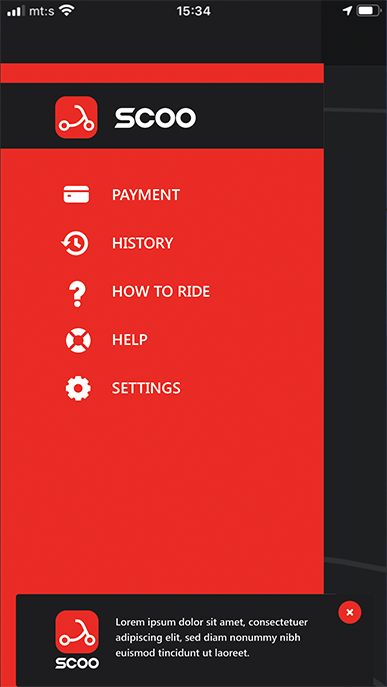 mt:s 15:34
SCOO
PAYMENT
HISTORY
HOW TO RIDE
HELP
SETTINGS
Lorem ipsum dolor sit amet, consectetuer
adipiscing elit, sed diam nonummy nibh
euismod tincidunt ut laoreet.
SCOO